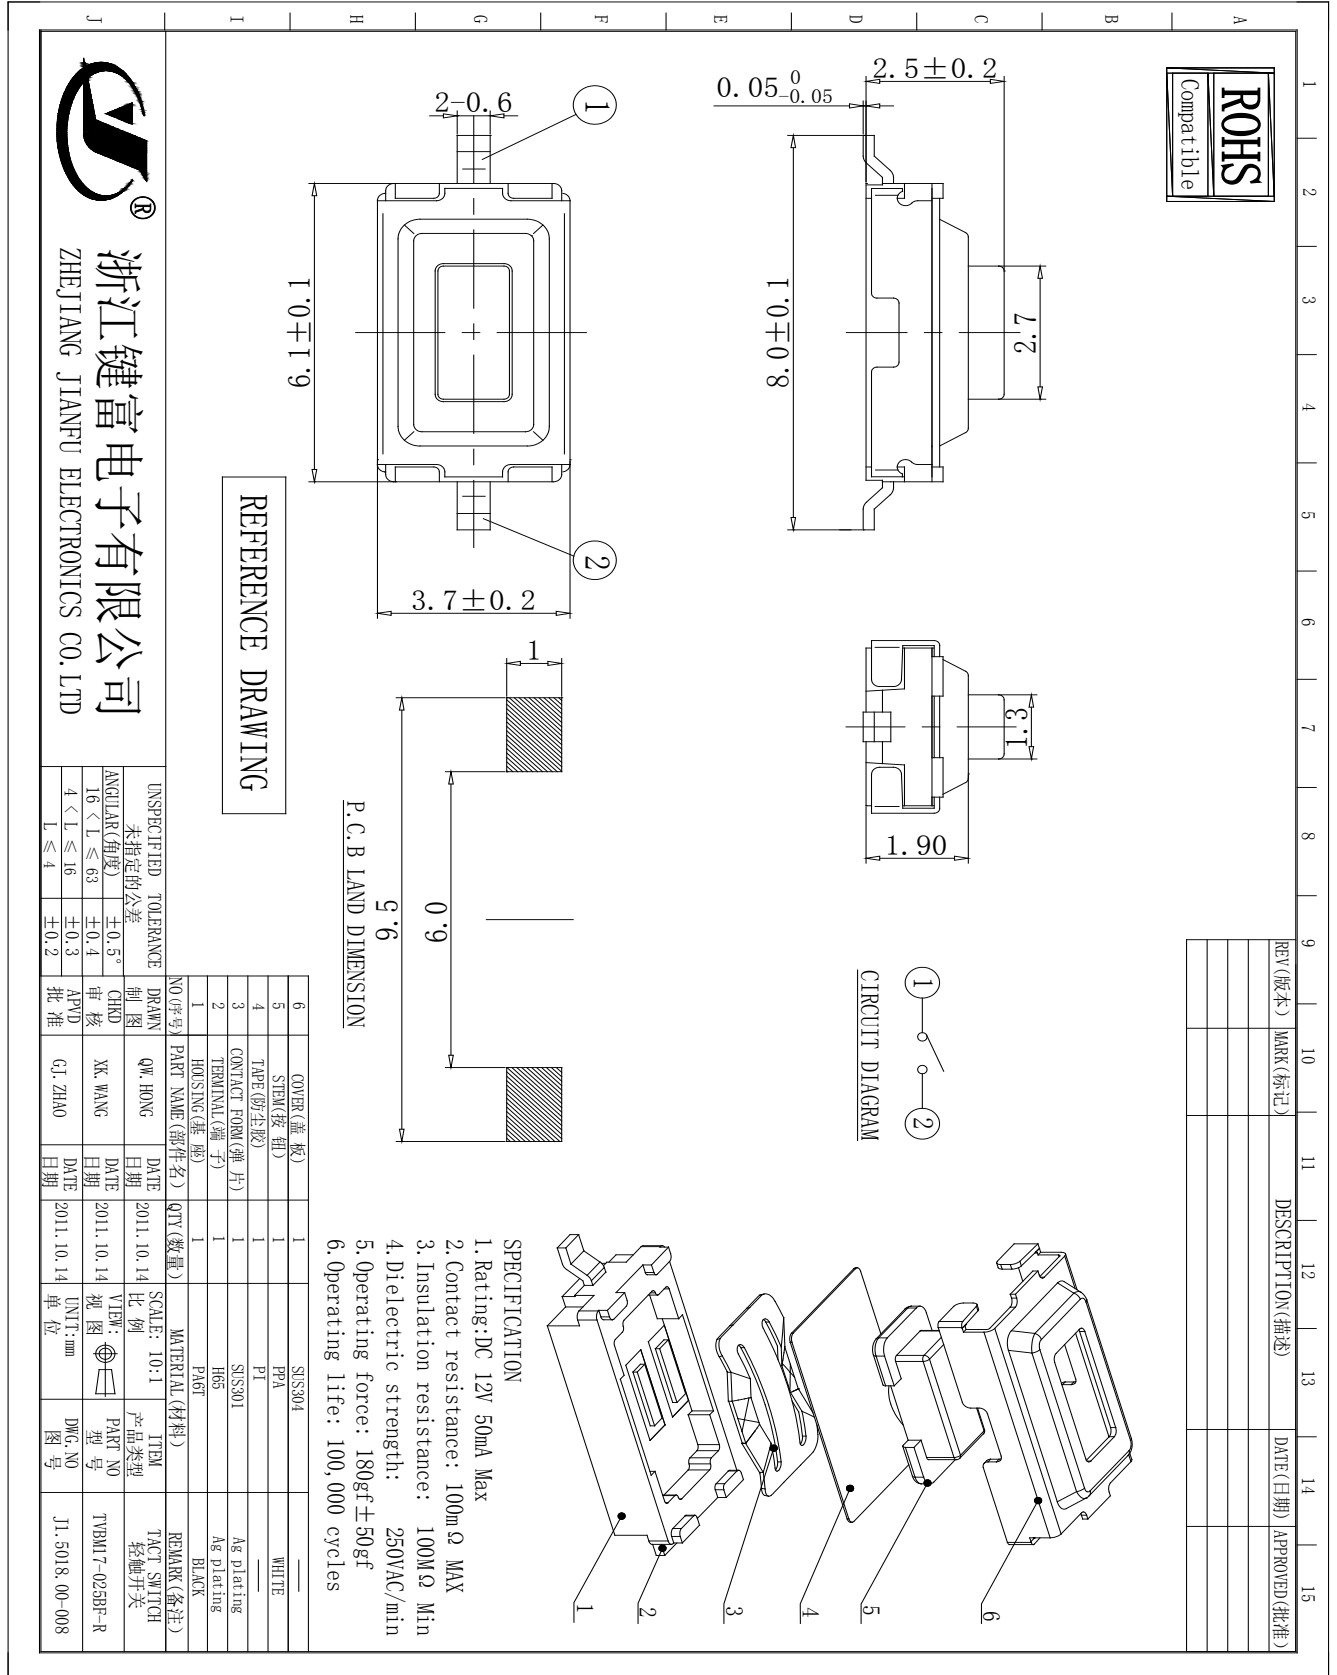 ROHS
Compatible
1 2 3 4 5 6 7 8 9 10 11 12 13 14 15
A B C D E F G H I J
REV(版本) MARK(标记) DESCRIPTION(描述) DATE(日期) APPROVED(批准)
2.5±0.2
0.05 0 -0.05
2.7
8.0±0.1
1.3
1.90
① ②
CIRCUIT DIAGRAM
① ②
2-0.6
6.1±0.1
3.7±0.2
1
6.0
9.5
P.C.B LAND DIMENSION
REFERENCE DRAWING
6
5
4
3
2
1
SPECIFICATION
1.Rating:DC 12V 50mA Max
2.Contact resistance: 100mΩ MAX
3.Insulation resistance: 100MΩ Min
4.Dielectric strength: 250VAC/min
5.Operating force: 180gf±50gf
6.Operating life: 100,000 cycles
6 COVER(盖 板) 1 SUS304 ——
5 STEM(按 钮) 1 PPA WHITE
4 TAPE(防尘胶) 1 PI ——
3 CONTACT FORM(弹 片) 1 SUS301 Ag plating
2 TERMINAL(端 子) 1 H65 Ag plating
1 HOUSING(基 座) 1 PA6T BLACK
NO(序号) PART NAME(部件名) QTY(数量) MATERIAL(材料) REMARK(备注)
®
浙江键富电子有限公司
ZHEJIANG JIANFU ELECTRONICS CO.LTD
UNSPECIFIED TOLERANCE
未指定的公差
ANGULAR(角度) ±0.5°
16 < L ≤ 63 ±0.4
4 < L ≤ 16 ±0.3
L ≤ 4 ±0.2
DRAWN 制 图 QW.HONG DATE 日期 2011.10.14 SCALE: 10:1 比 例 ITEM 产品类型 TACT SWITCH 轻触开关
CHKD 审 核 XK.WANG DATE 日期 2011.10.14 VIEW: 视 图 PART NO 型 号 TVBM17-025BF-R
APVD 批 准 GJ.ZHAO DATE 日期 2011.10.14 UNIT:mm 单 位 DWG.NO 图 号 J1.5018.00-008